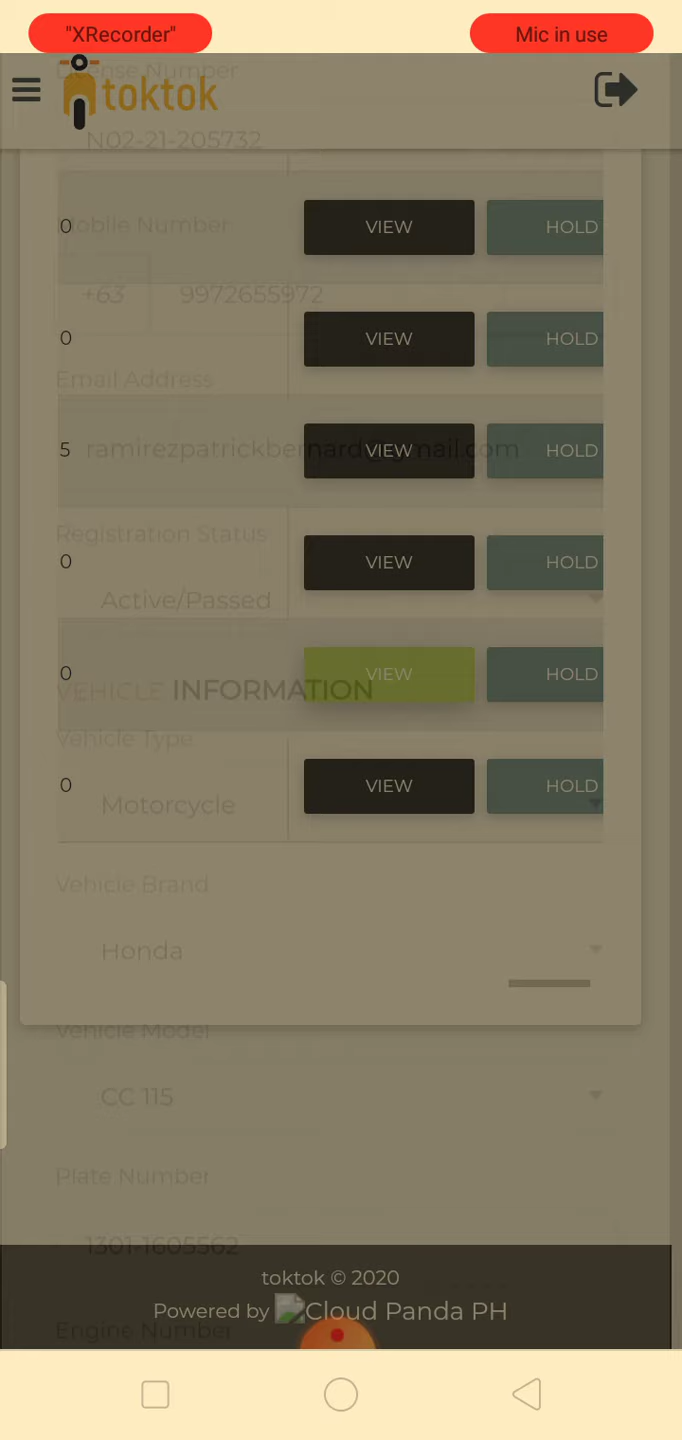 "XRecorder" Mic in use
License Number
toktok
N02-21-205732
Mobile Number
0 VIEW HOLD
+63 9972655972
0 VIEW HOLD
Email Address
ramirezpatrickbernard@gmail.com
5 VIEW HOLD
Registration Status
0 VIEW HOLD
Active/Passed
0 VIEW HOLD
VEHICLE INFORMATION
Vehicle Type
0 VIEW HOLD
Motorcycle
Vehicle Brand
Honda
Vehicle Model
CC 115
Plate Number
1301-1605562
toktok © 2020
Powered by Cloud Panda PH
Engine Number